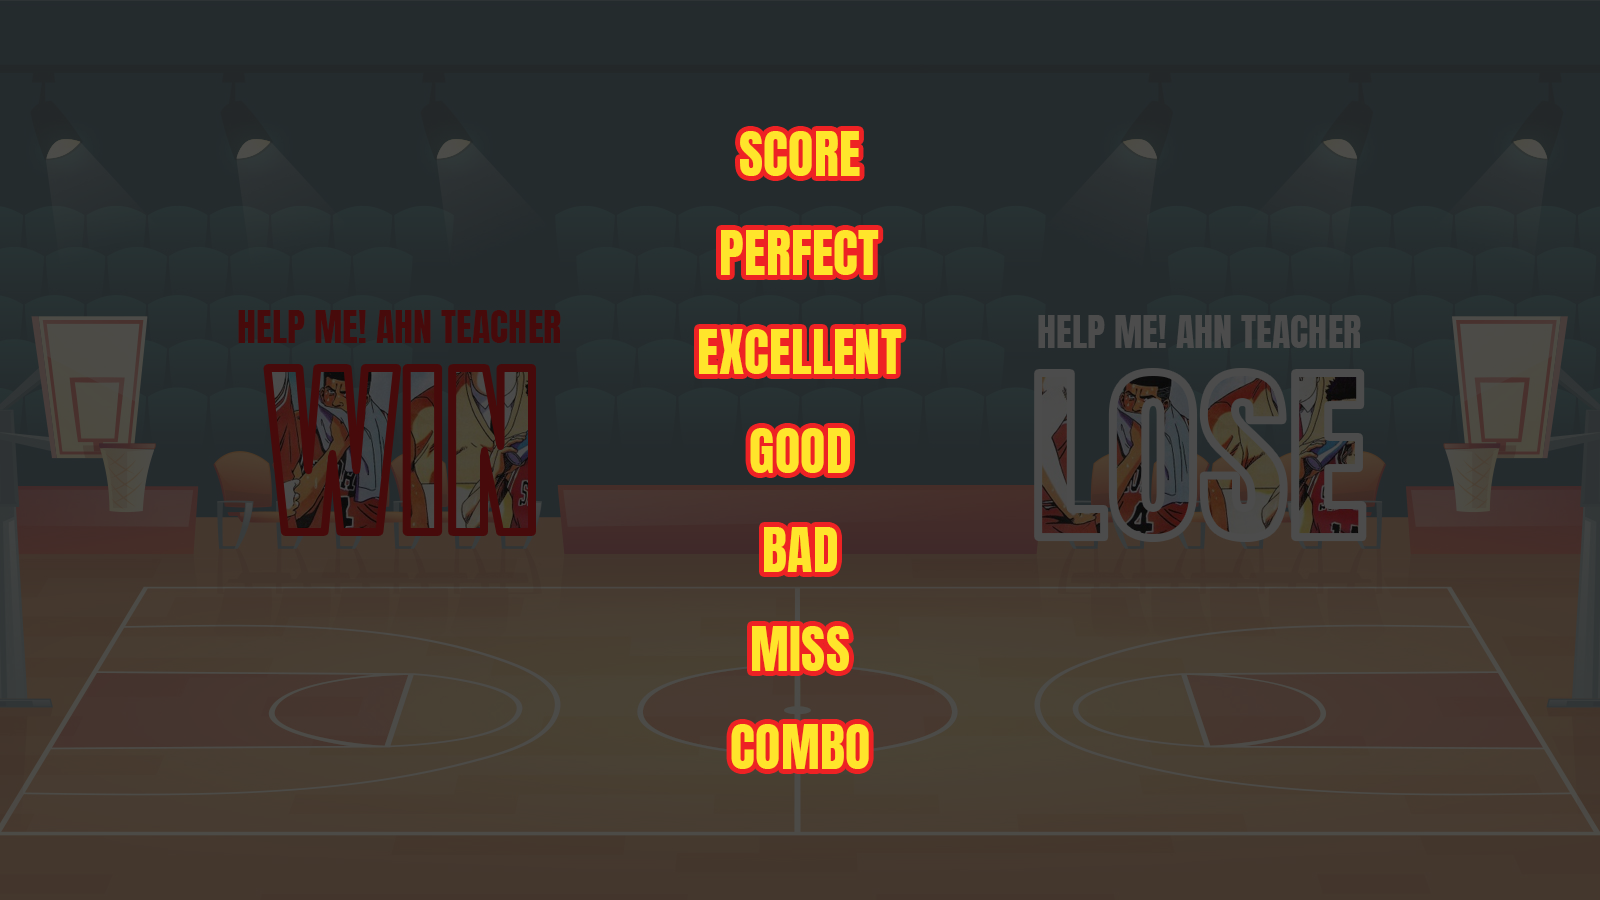 SCORE
PERFECT
EXCELLENT
GOOD
BAD
MISS
COMBO
HELP ME! AHN TEACHER
WIN
HELP ME! AHN TEACHER
LOSE